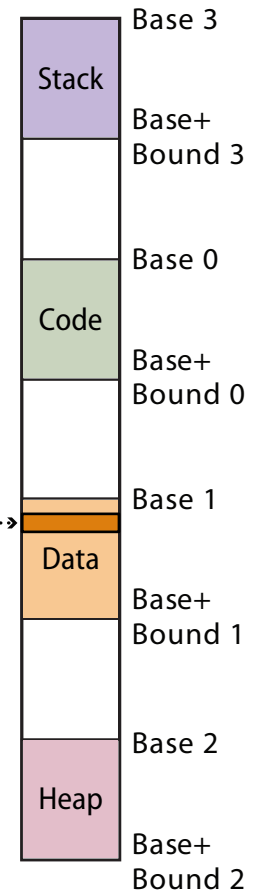 Base 3
Stack
Base+
Bound 3
Base 0
Code
Base+
Bound 0
Base 1
Data
Base+
Bound 1
Base 2
Heap
Base+
Bound 2